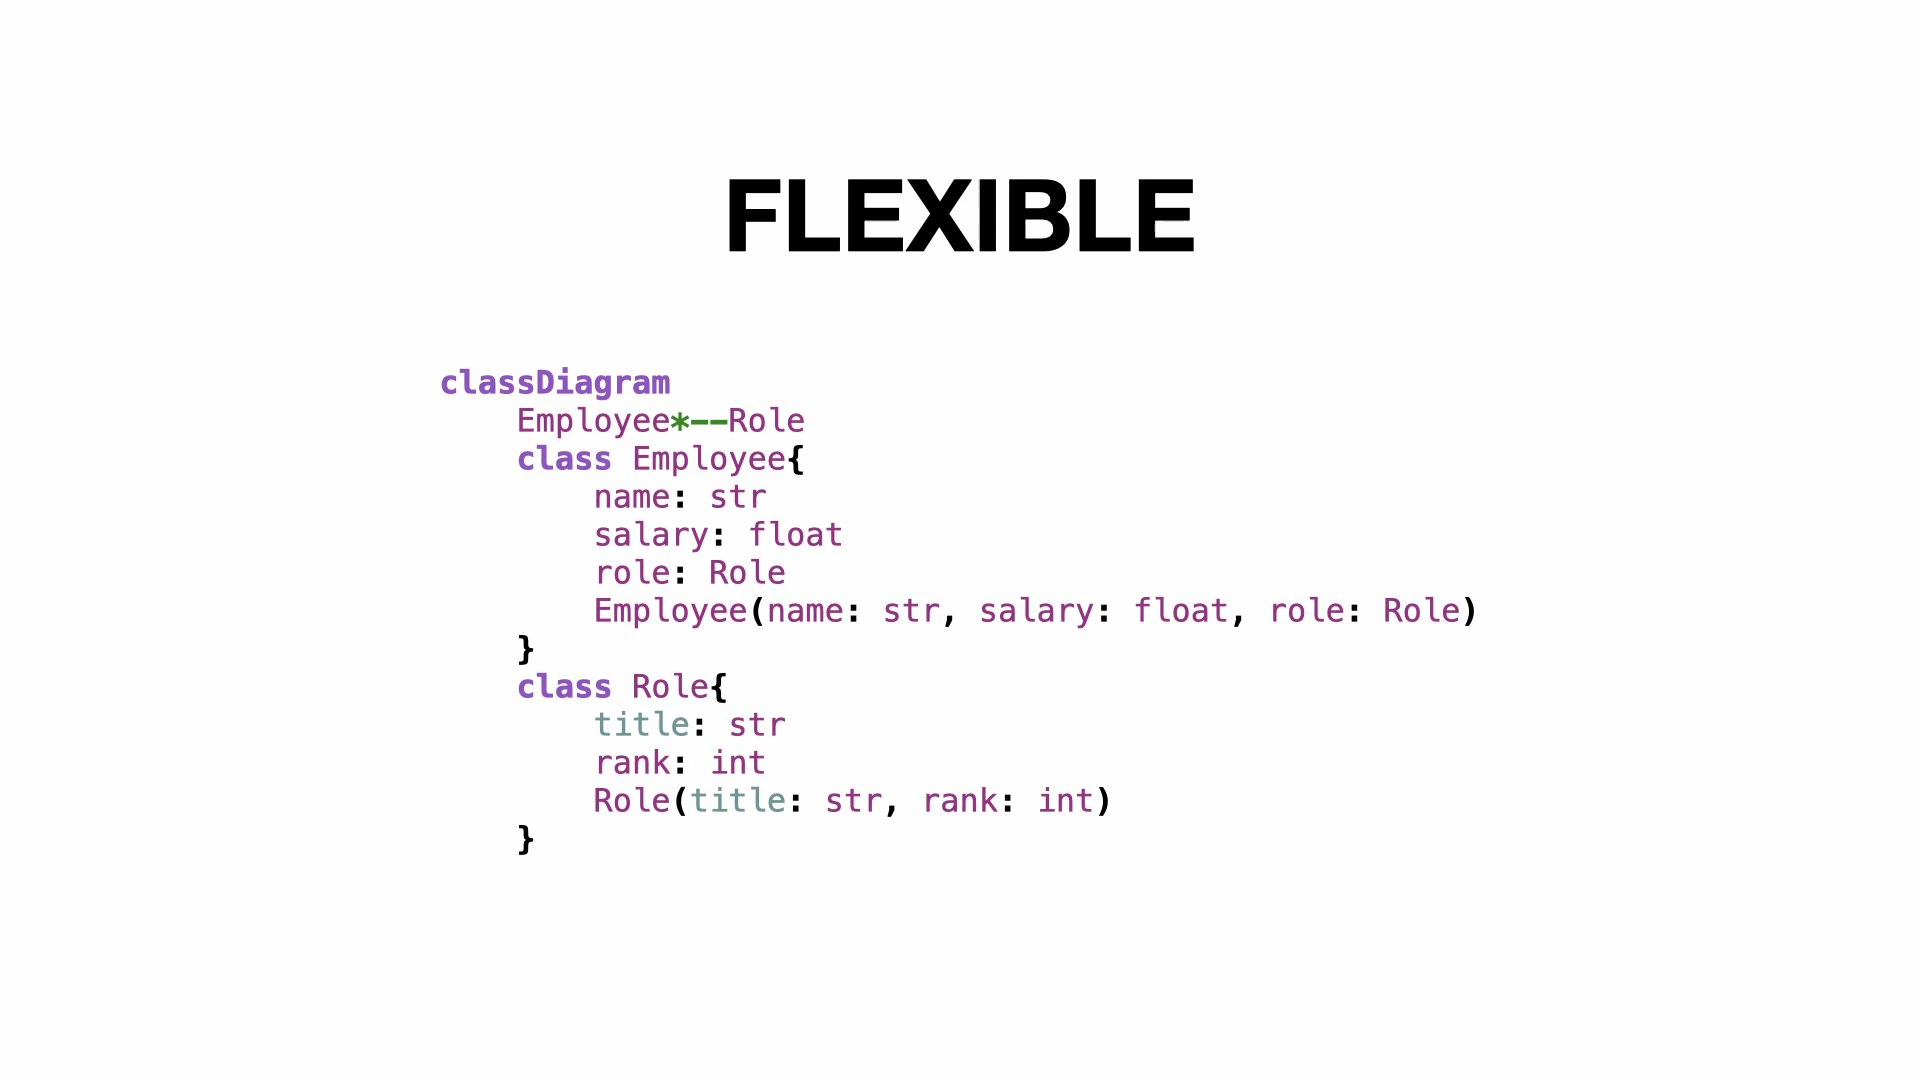 FLEXIBLE
classDiagram
Employee*--Role
class Employee{
name: str
salary: float
role: Role
Employee(name: str, salary: float, role: Role)
}
class Role{
title: str
rank: int
Role(title: str, rank: int)
}